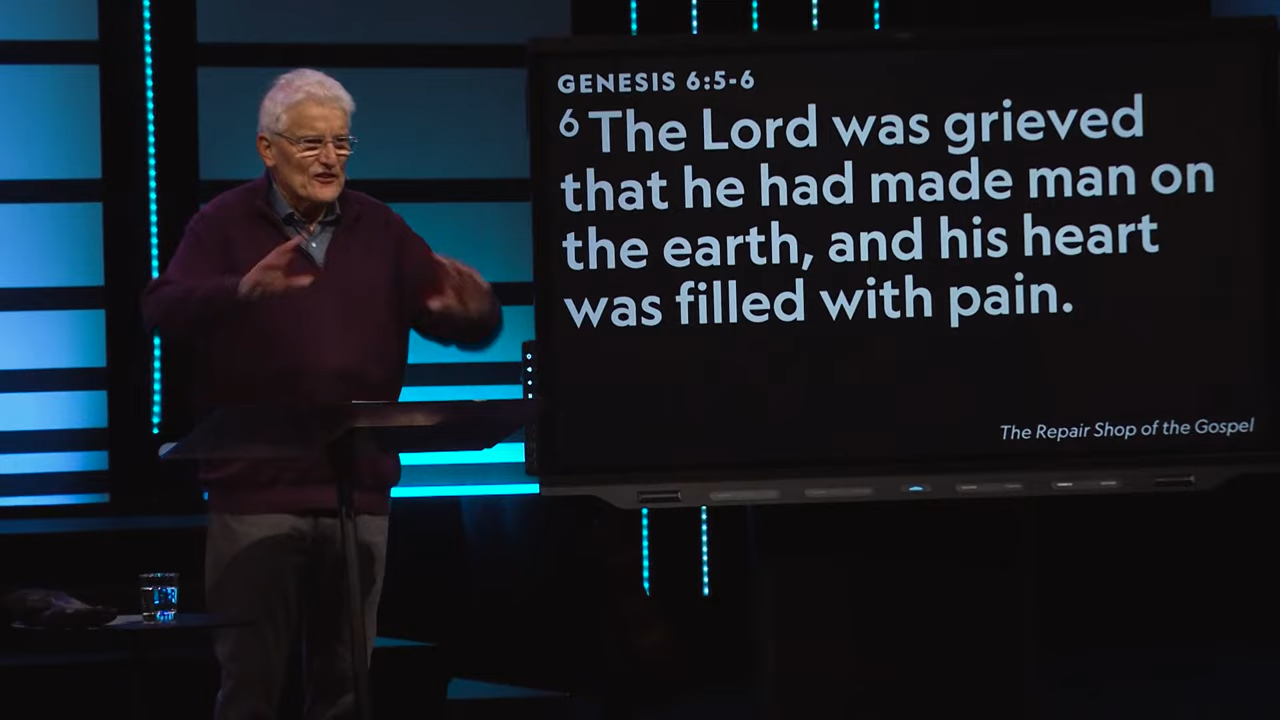 GENESIS 6:5-6
6 The Lord was grieved
that he had made man on
the earth, and his heart
was filled with pain.
The Repair Shop of the Gospel